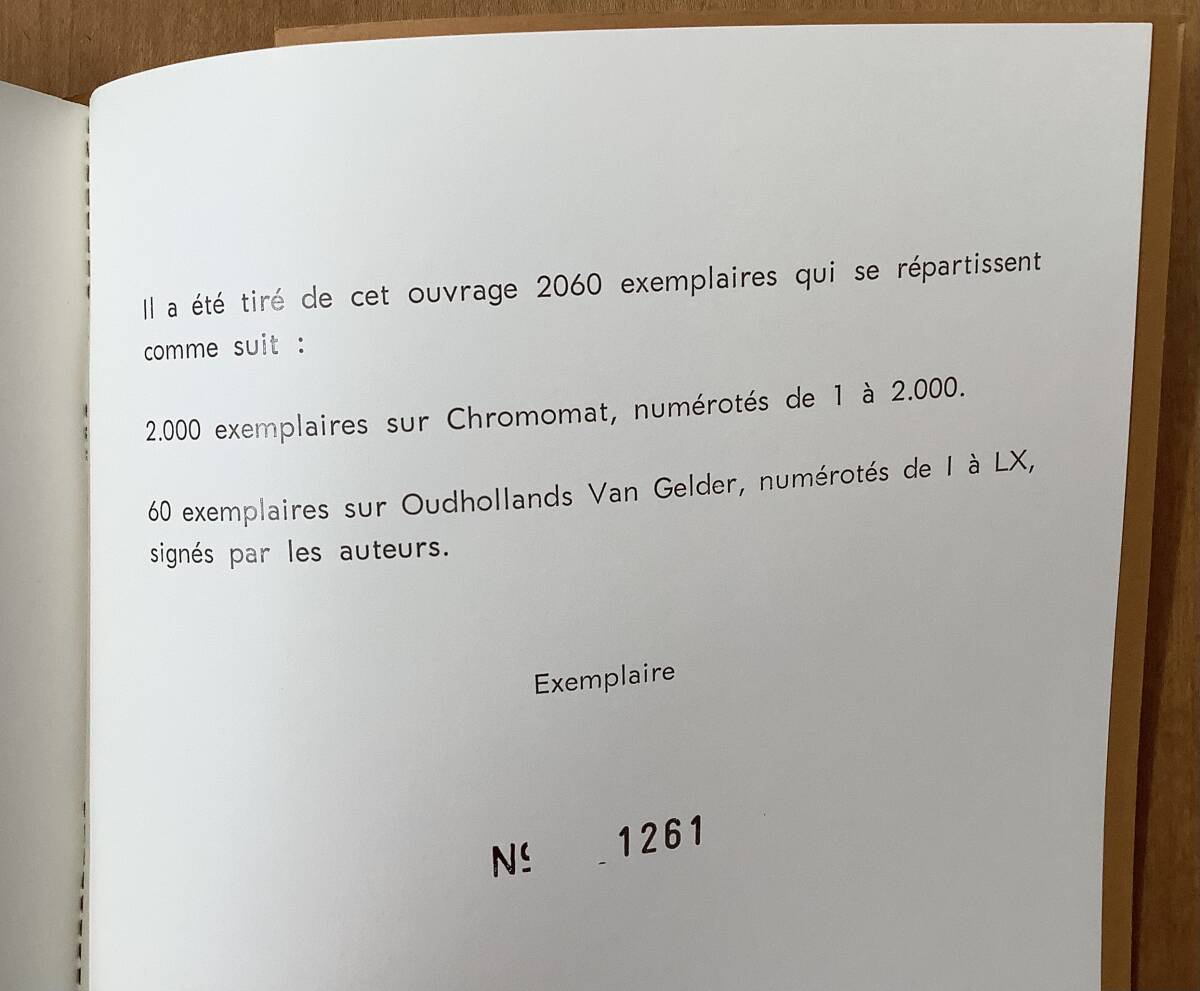 Il a été tiré de cet ouvrage 2060 exemplaires qui se répartissent
comme suit :
2.000 exemplaires sur Chromomat, numérotés de 1 à 2.000.
60 exemplaires sur Oudhollands Van Gelder, numérotés de I à LX,
signés par les auteurs.
Exemplaire
Nº 1261